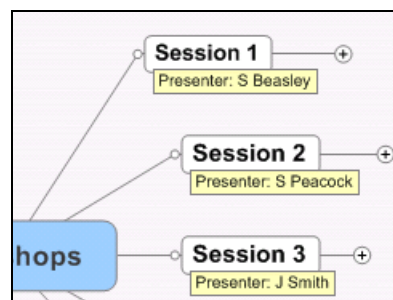 Session 1
Presenter: S Beasley
Session 2
Presenter: S Peacock
hops
Session 3
Presenter: J Smith